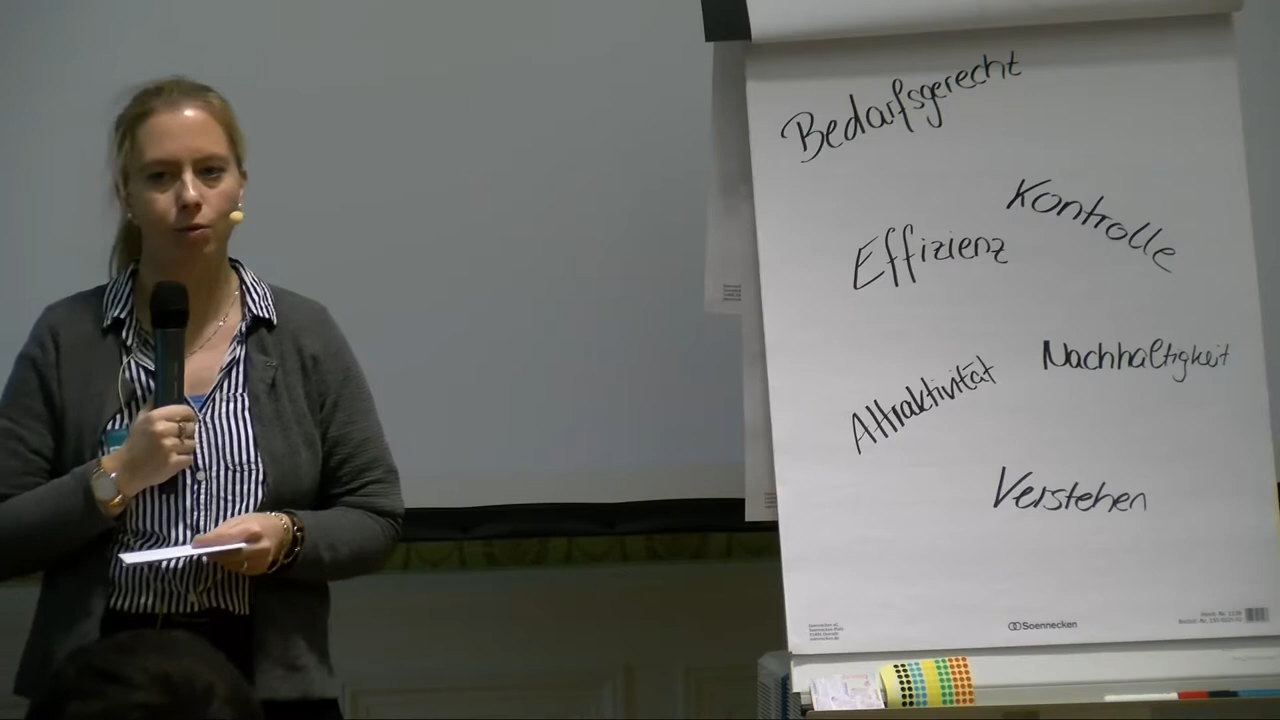 Bedarfsgerecht
Kontrolle
Effizienz
Nachhaltigkeit
Attraktivität
Verstehen
Soennecken